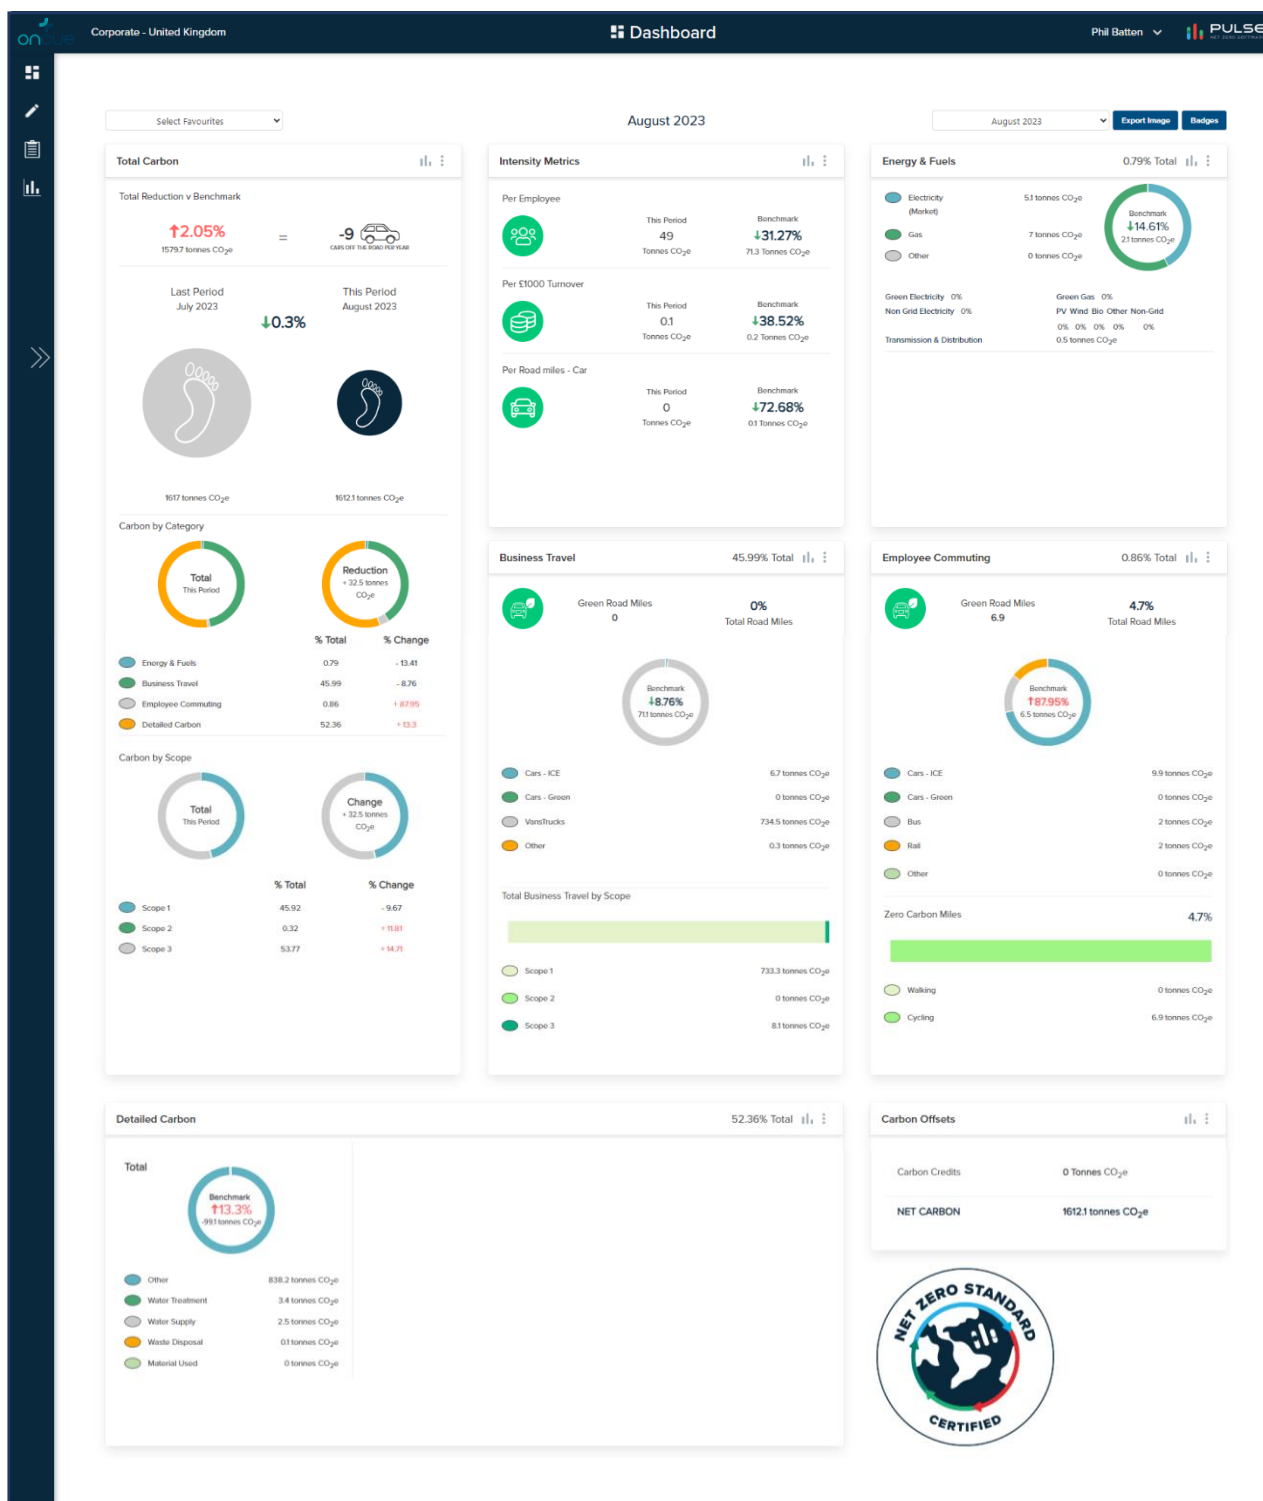 oncue
Corporate - United Kingdom
Dashboard
Phil Batten
PULSE
NET ZERO SOFTWARE
Select Favourites
August 2023
August 2023
Export Image
Badges
Total Carbon
Total Reduction v Benchmark
↑2.05%
1579.7 tonnes CO2e
=
-9
CARS OFF THE ROAD PER YEAR
Last Period
July 2023
This Period
August 2023
↓0.3%
1617 tonnes CO2e
=
1612.1 tonnes CO2e
Carbon by Category
Total
This Period
Reduction
+ 32.5 tonnes
CO2e
% Total % Change
Energy & Fuels 0.79 - 13.41
Business Travel 45.99 - 8.76
Employee Commuting 0.86 + 87.95
Detailed Carbon 52.36 + 13.3
Carbon by Scope
Total
This Period
Change
+ 32.5 tonnes
CO2e
% Total % Change
Scope 1 45.92 - 9.67
Scope 2 0.32 + 11.81
Scope 3 53.77 + 14.71
Intensity Metrics
Per Employee
This Period
49
Tonnes CO2e
Benchmark
↓31.27%
71.3 Tonnes CO2e
Per £1000 Turnover
This Period
0.1
Tonnes CO2e
Benchmark
↓38.52%
0.2 Tonnes CO2e
Per Road miles - Car
This Period
0
Tonnes CO2e
Benchmark
↓72.68%
0.1 Tonnes CO2e
Energy & Fuels 0.79% Total
Electricity
(Market)
5.1 tonnes CO2e
Gas 7 tonnes CO2e
Other 0 tonnes CO2e
Benchmark
↓14.61%
2.1 tonnes CO2e
Green Electricity 0%
Non Grid Electricity 0%
Green Gas 0%
PV Wind Bio Other Non-Grid
0% 0% 0% 0% 0%
Transmission & Distribution 0.5 tonnes CO2e
Business Travel 45.99% Total
Green Road Miles
0
0%
Total Road Miles
Benchmark
↓8.76%
71.1 tonnes CO2e
Cars - ICE 6.7 tonnes CO2e
Cars - Green 0 tonnes CO2e
VansTrucks 734.5 tonnes CO2e
Other 0.3 tonnes CO2e
Total Business Travel by Scope
Scope 1 733.3 tonnes CO2e
Scope 2 0 tonnes CO2e
Scope 3 8.1 tonnes CO2e
Employee Commuting 0.86% Total
Green Road Miles
6.9
4.7%
Total Road Miles
Benchmark
↑87.95%
6.5 tonnes CO2e
Cars - ICE 9.9 tonnes CO2e
Cars - Green 0 tonnes CO2e
Bus 2 tonnes CO2e
Rail 2 tonnes CO2e
Other 0 tonnes CO2e
Zero Carbon Miles 4.7%
Walking 0 tonnes CO2e
Cycling 6.9 tonnes CO2e
Detailed Carbon 52.36% Total
Total
Benchmark
↑13.3%
-99.1 tonnes CO2e
Other 838.2 tonnes CO2e
Water Treatment 3.4 tonnes CO2e
Water Supply 2.5 tonnes CO2e
Waste Disposal 0.1 tonnes CO2e
Material Used 0 tonnes CO2e
Carbon Offsets
Carbon Credits 0 Tonnes CO2e
NET CARBON 1612.1 tonnes CO2e
NET ZERO STANDARD
CERTIFIED